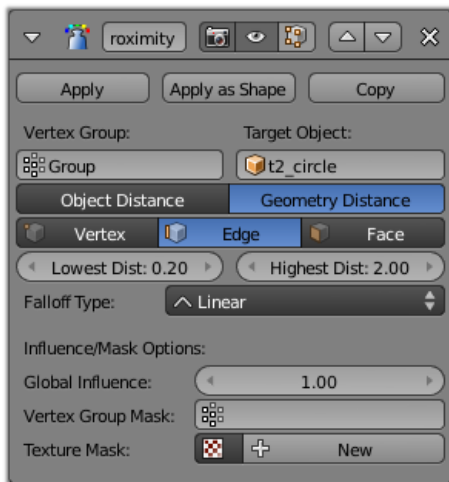 roximity
Apply Apply as Shape Copy
Vertex Group: Target Object:
Group t2_circle
Object Distance Geometry Distance
Vertex Edge Face
Lowest Dist: 0.20 Highest Dist: 2.00
Falloff Type: Linear
Influence/Mask Options:
Global Influence: 1.00
Vertex Group Mask:
Texture Mask: New